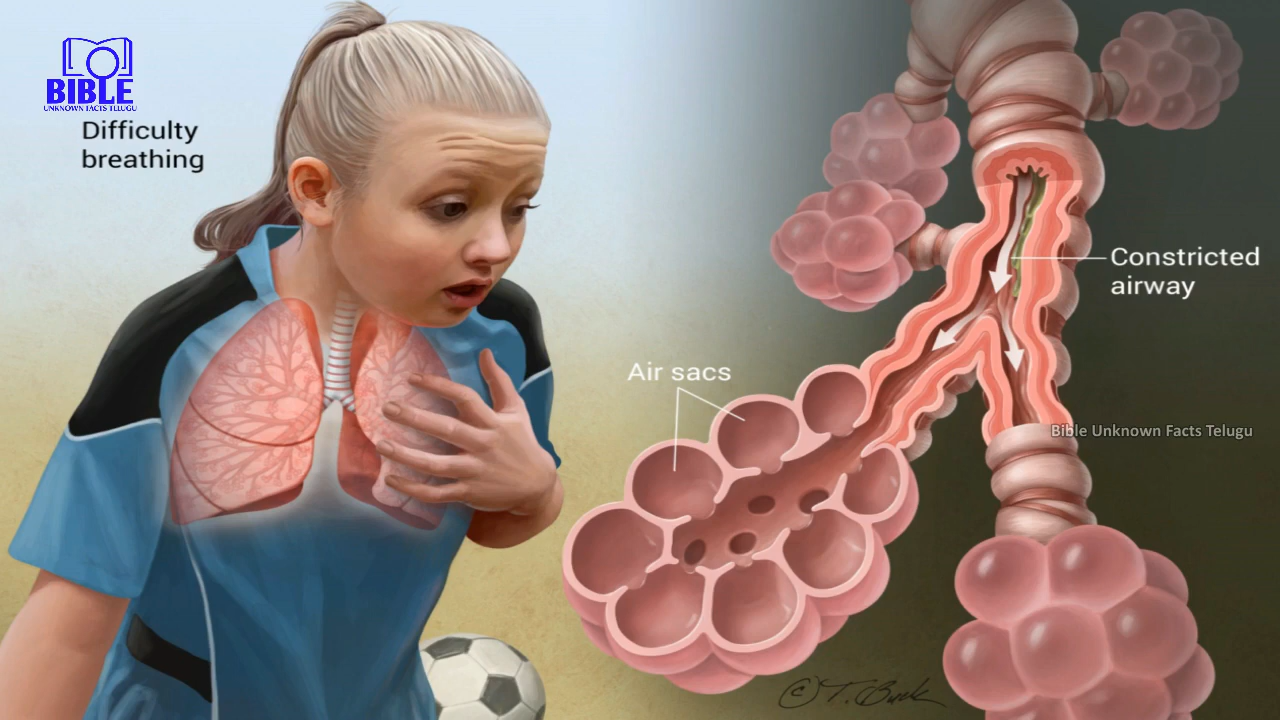 BIBLE
UNKNOWN FACTS TELUGU
Difficulty
breathing
Constricted
airway
Air sacs
Bible Unknown Facts Telugu